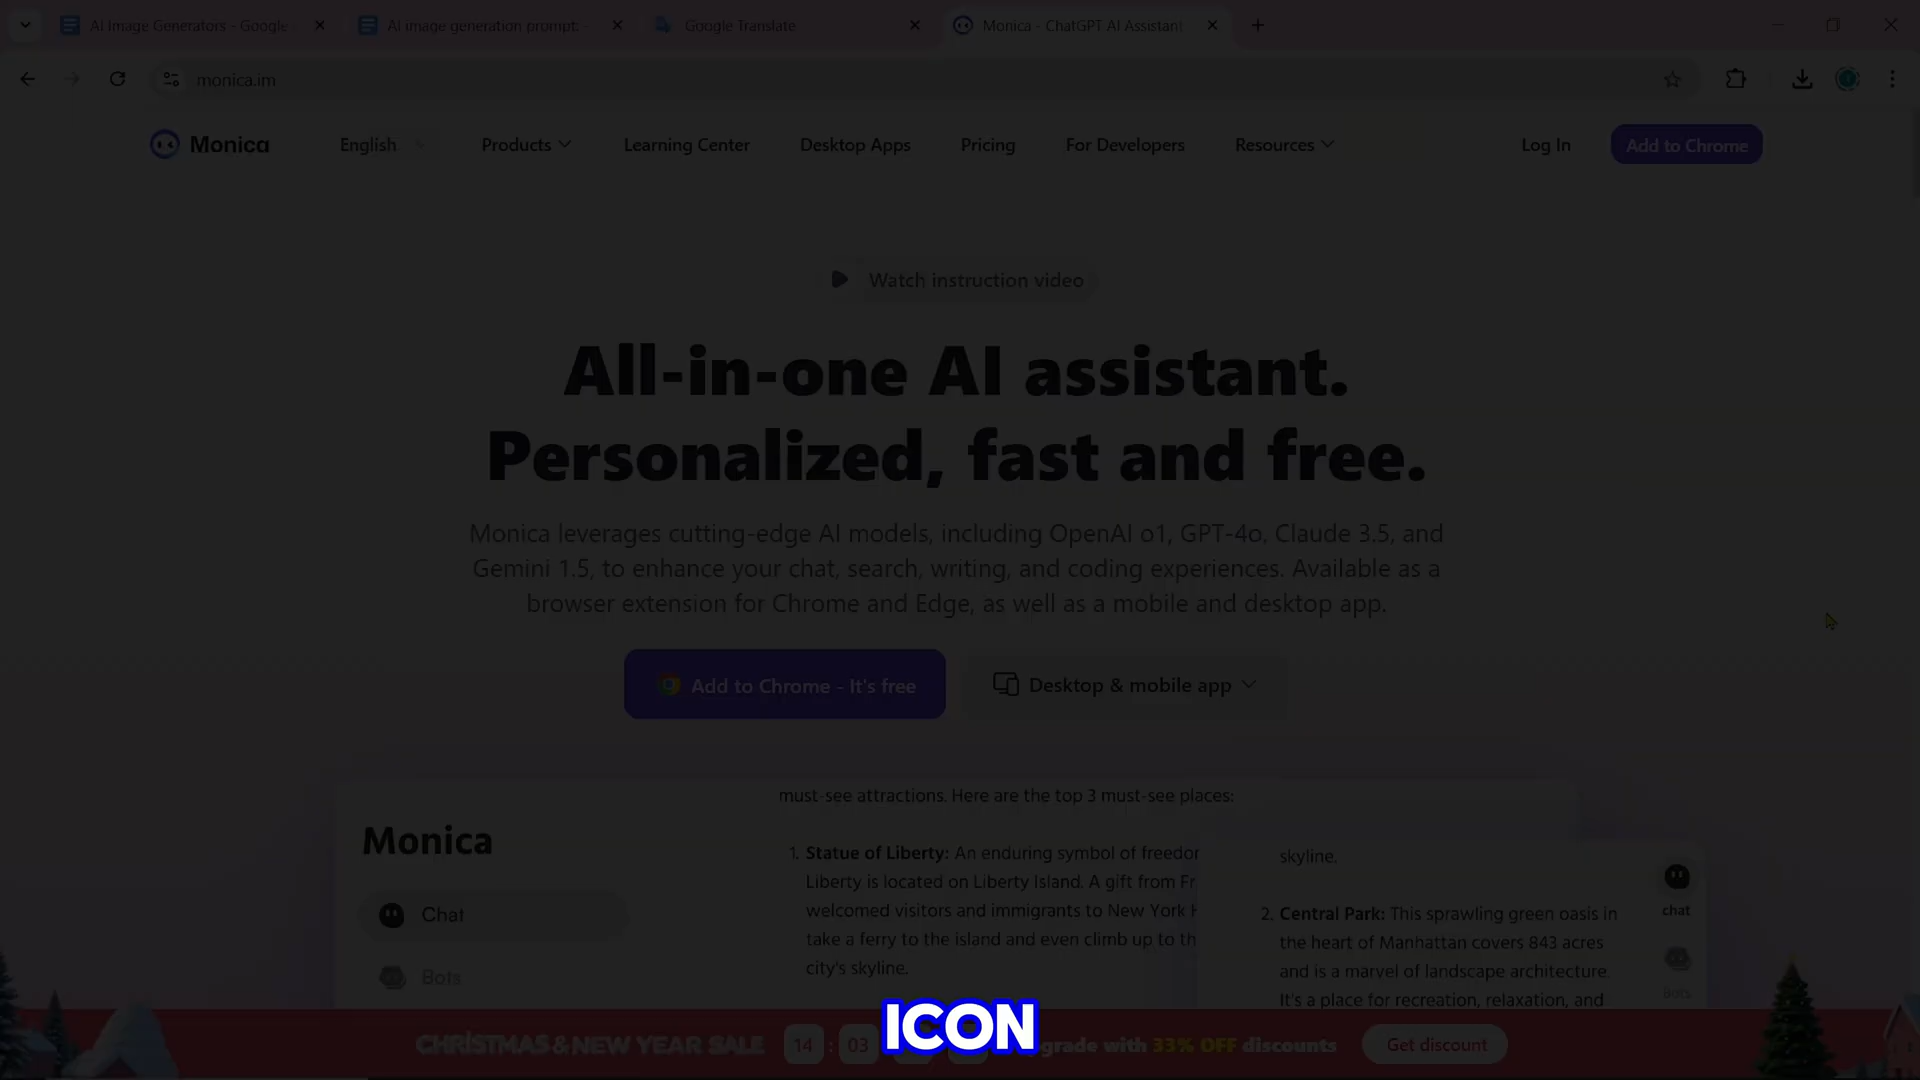 AI Image Generators - Google
AI image generation prompt: -
Google Translate
Monica - ChatGPT AI Assistant
monica.im
Monica
English
Products
Learning Center
Desktop Apps
Pricing
For Developers
Resources
Log In
Add to Chrome
Watch instruction video
All-in-one AI assistant.
Personalized, fast and free.
Monica leverages cutting-edge AI models, including OpenAI o1, GPT-4o, Claude 3.5, and
Gemini 1.5, to enhance your chat, search, writing, and coding experiences. Available as a
browser extension for Chrome and Edge, as well as a mobile and desktop app.
Add to Chrome - It's free
Desktop & mobile app
must-see attractions. Here are the top 3 must-see places:
Monica
Chat
Bots
1. Statue of Liberty: An enduring symbol of freedor
Liberty is located on Liberty Island. A gift from Fr
welcomed visitors and immigrants to New York
take a ferry to the island and even climb up to th
city's skyline.
skyline.
2. Central Park: This sprawling green oasis in
the heart of Manhattan covers 843 acres
and is a marvel of landscape architecture.
It's a place for recreation, relaxation, and
chat
Bots
CHRISTMAS & NEW YEAR SALE
14 : 03
grade with 33% OFF discounts
Get discount
ICON